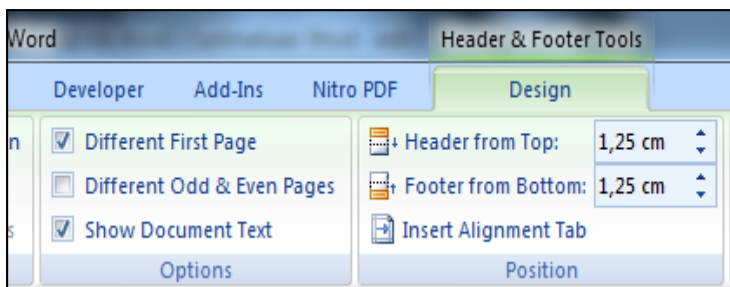 Word Header & Footer Tools
Developer Add-Ins Nitro PDF Design
n Different First Page Header from Top: 1,25 cm
Different Odd & Even Pages Footer from Bottom: 1,25 cm
s Show Document Text Insert Alignment Tab
Options Position